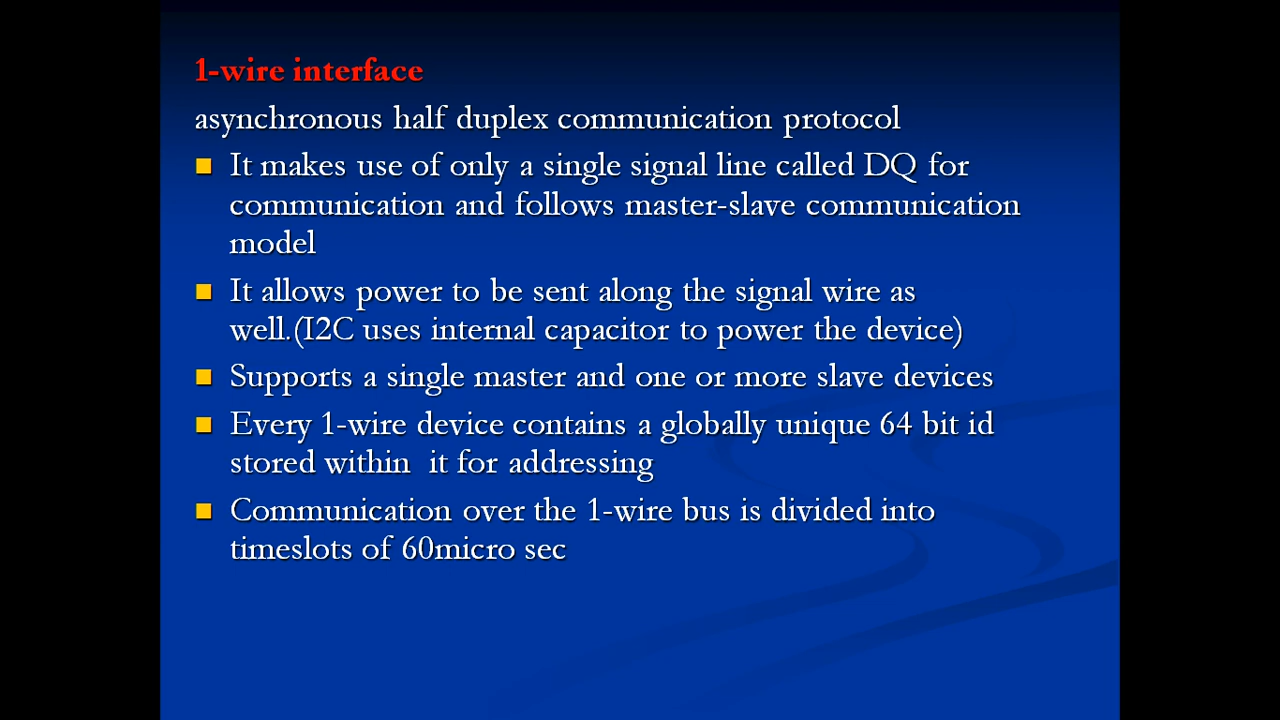 1-wire interface
asynchronous half duplex communication protocol
It makes use of only a single signal line called DQ for
communication and follows master-slave communication
model
It allows power to be sent along the signal wire as
well.(I2C uses internal capacitor to power the device)
Supports a single master and one or more slave devices
Every 1-wire device contains a globally unique 64 bit id
stored within  it for addressing
Communication over the 1-wire bus is divided into
timeslots of 60micro sec